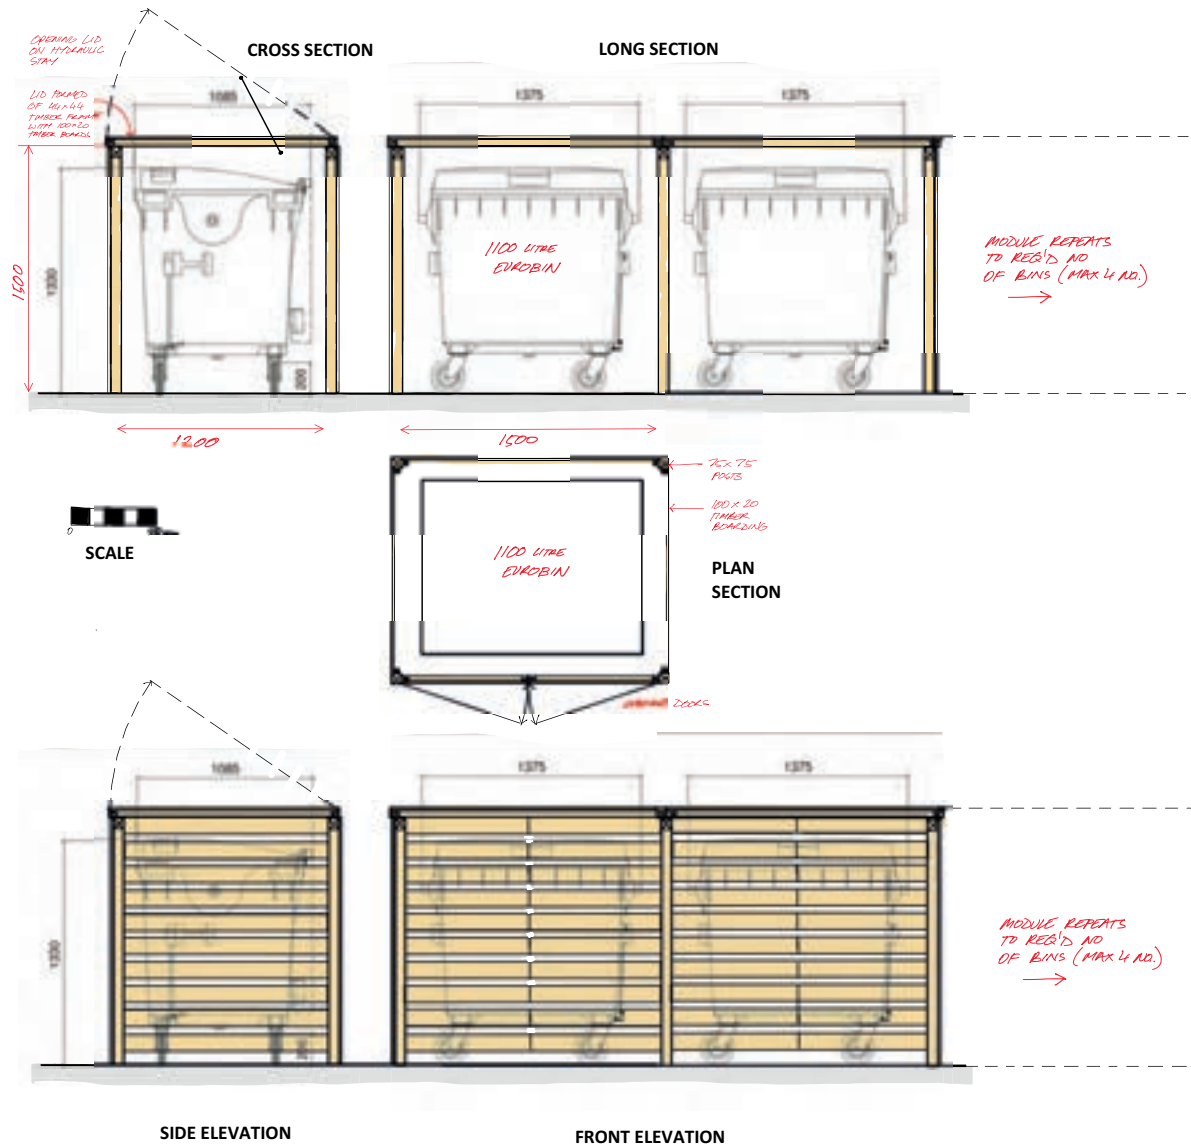 OPENING LID
ON HYDRAULIC
STAY
CROSS SECTION
LONG SECTION
LID FORMED
OF 44x44
TIMBER FRAME
WITH 100x20
TIMBER BOARDS
1085
1375
1375
1500
1330
1100 LITRE
EUROBIN
MODULE REPEATS
TO REQ'D NO
OF BINS (MAX 4 NO.)
200
1200
1500
75x75
POSTS
100 x 20
TIMBER
BOARDING
0
SCALE
1100 LITRE
EUROBIN
PLAN
SECTION
DOORS
1085
1375
1375
1330
MODULE REPEATS
TO REQ'D NO
OF BINS (MAX 4 NO.)
200
SIDE ELEVATION
FRONT ELEVATION